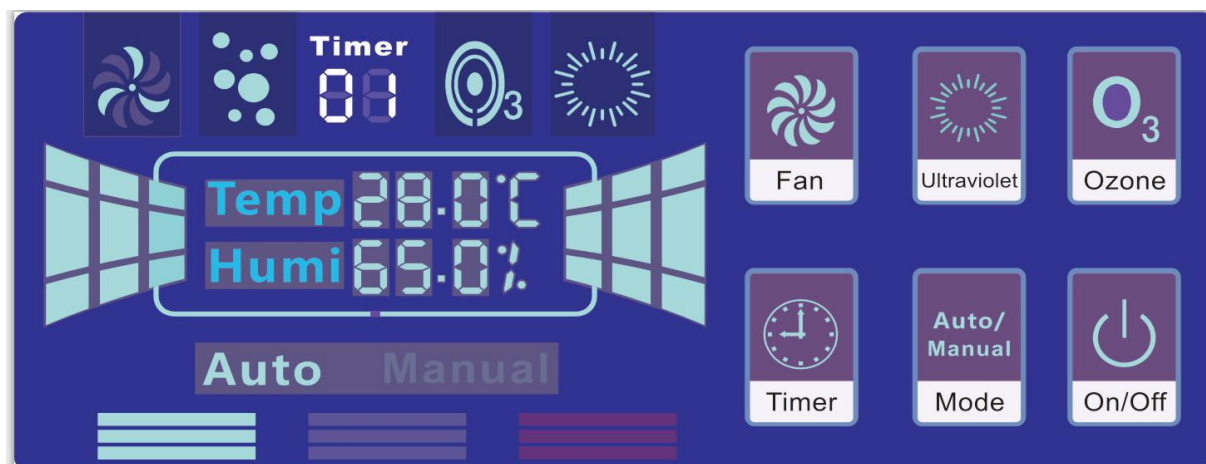 Timer
01
O3
Temp 28.0°C
Humi 65.0%
Auto Manual
Fan
Ultraviolet
O3
Ozone
Timer
Auto/
Manual
Mode
On/Off